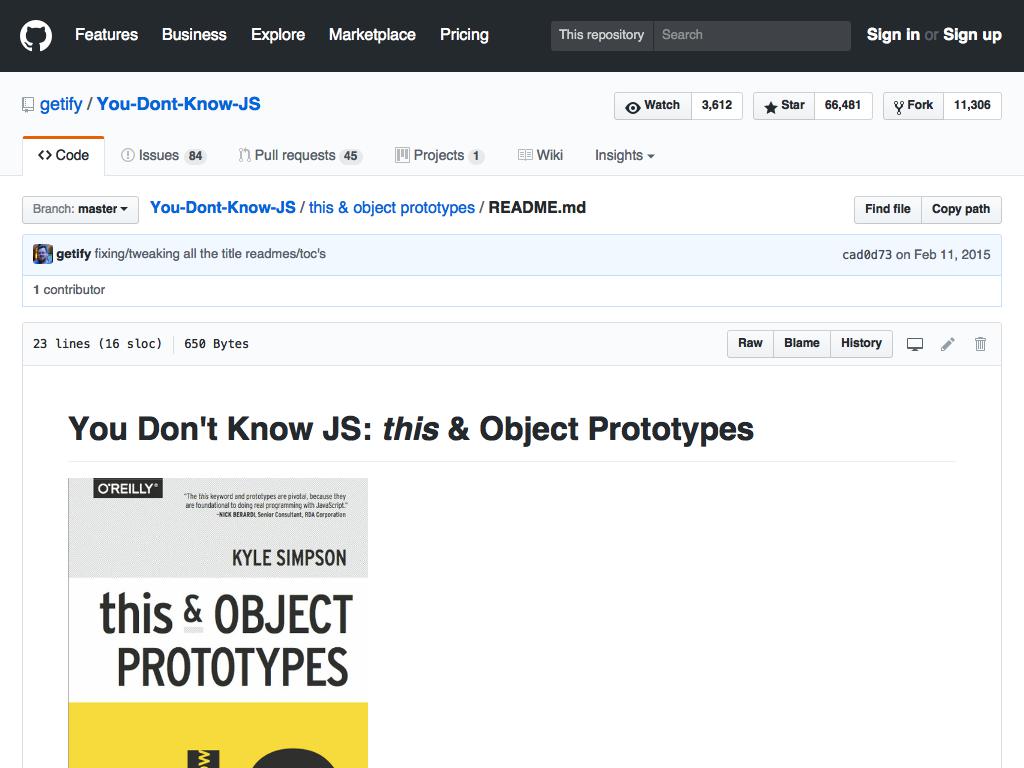 Features Business Explore Marketplace Pricing This repository Search Sign in or Sign up
getify / You-Dont-Know-JS Watch 3,612 Star 66,481 Fork 11,306
Code Issues 84 Pull requests 45 Projects 1 Wiki Insights
Branch: master You-Dont-Know-JS / this & object prototypes / README.md Find file Copy path
getify fixing/tweaking all the title readmes/toc's cad0d73 on Feb 11, 2015
1 contributor
23 lines (16 sloc) 650 Bytes Raw Blame History
You Don't Know JS: this & Object Prototypes
O'REILLY®
"The this keyword and prototypes are pivotal, because they
are foundational to doing real programming with JavaScript."
-NICK BERARDI, Senior Consultant, RDA Corporation
KYLE SIMPSON
this & OBJECT
PROTOTYPES